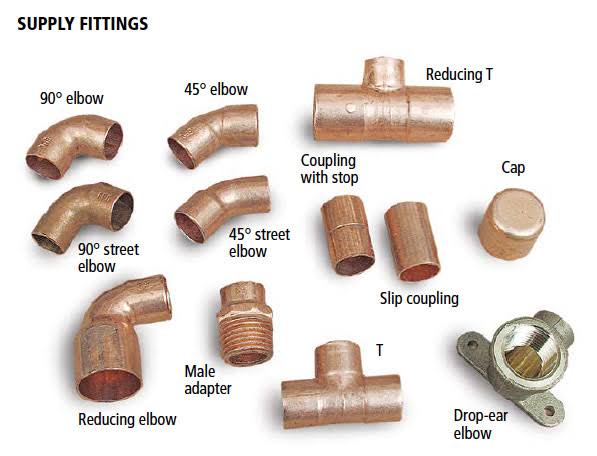 SUPPLY FITTINGS
90° elbow
45° elbow
Reducing T
Coupling
with stop
Cap
90° street
elbow
45° street
elbow
Slip coupling
Male
adapter
T
Reducing elbow
Drop-ear
elbow